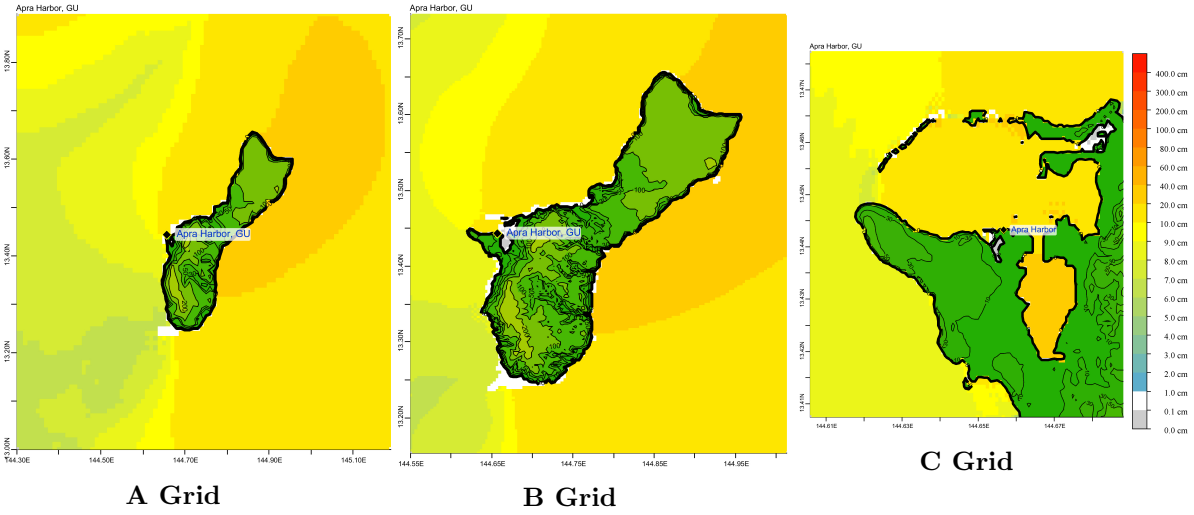 Apra Harbor, GU
13.80N
13.60N
13.40N
13.20N
3.00N
144.30E
144.50E
144.70E
144.90E
145.10E
Apra Harbor, GU
A Grid
Apra Harbor, GU
13.70N
13.60N
13.50N
13.40N
13.30N
13.20N
144.55E
144.65E
144.75E
144.85E
144.95E
Apra Harbor, GU
100
100
B Grid
Apra Harbor, GU
13.47N
13.46N
13.45N
13.44N
13.43N
13.42N
13.41N
144.61E
144.63E
144.65E
144.67E
Apra Harbor
C Grid
400.0 cm
300.0 cm
200.0 cm
100.0 cm
80.0 cm
60.0 cm
40.0 cm
20.0 cm
10.0 cm
9.0 cm
8.0 cm
7.0 cm
6.0 cm
5.0 cm
4.0 cm
3.0 cm
2.0 cm
1.0 cm
0.1 cm
0.0 cm